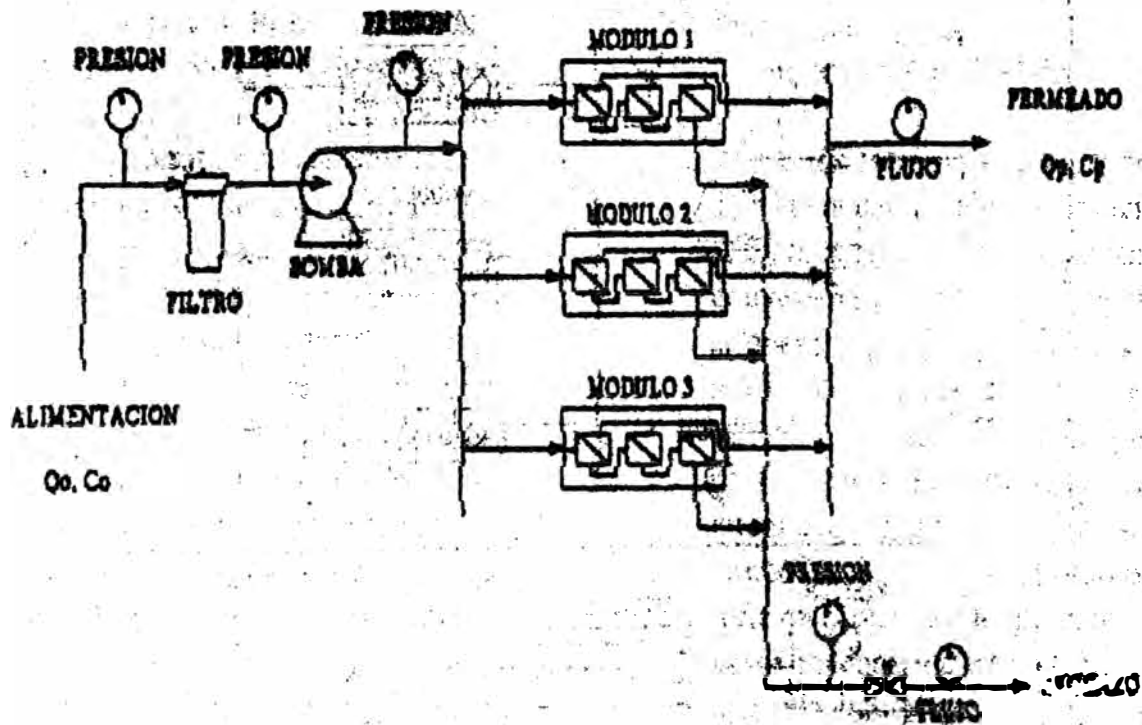 PRESION
PRESION
PRESION
MODULO 1
PERMEADO
FLUJO
Qp, Cp
MODULO 2
BOMBA
FILTRO
MODULO 3
ALIMENTACION
Qo, Co
PRESION
FLUJO